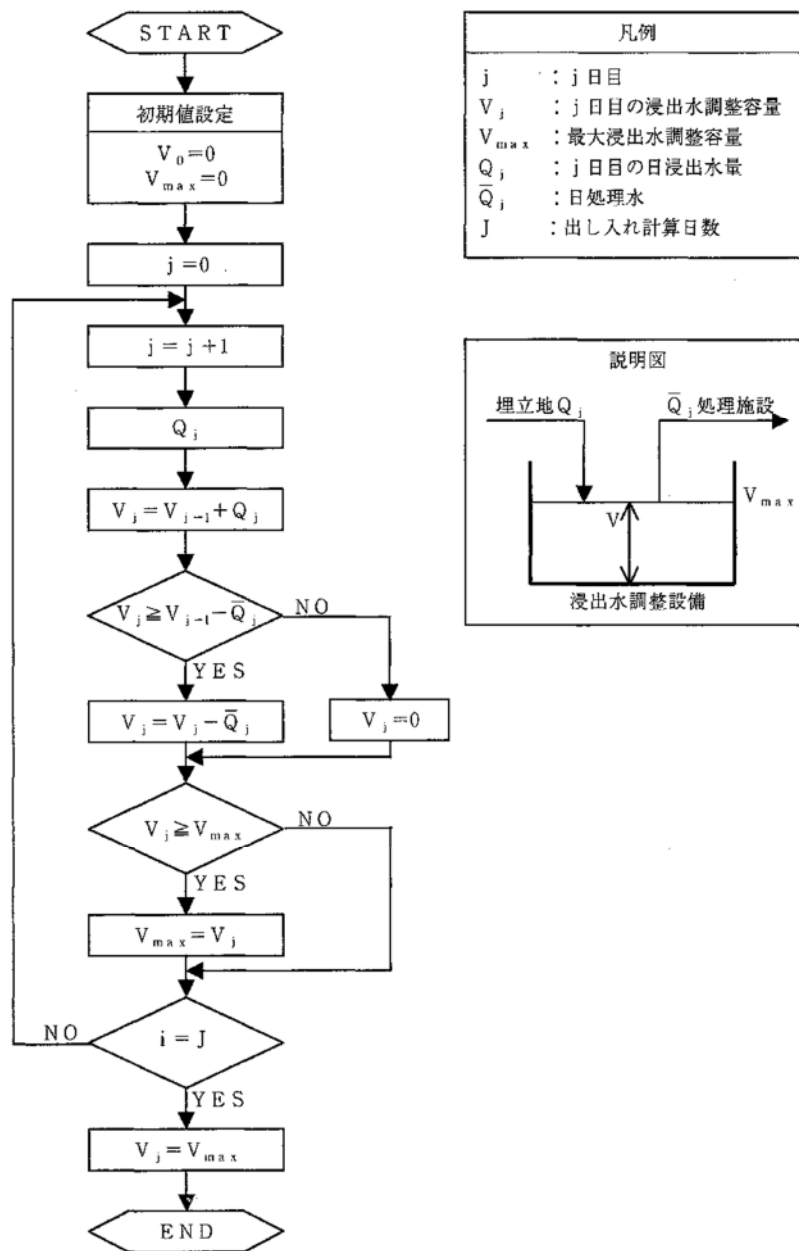 START
初期値設定
V₀=0
Vmax=0
j=0
j=j+1
Qj
Vj=Vj−1+Qj
Vj≧Vj−1−Q̄j
NO
YES
Vj=Vj−Q̄j
Vj=0
Vj≧Vmax
NO
YES
Vmax=Vj
i=J
NO
YES
Vj=Vmax
END
凡例
j :j日目
Vj :j日目の浸出水調整容量
Vmax :最大浸出水調整容量
Qj :j日目の日浸出水量
Q̄j :日処理水
J :出し入れ計算日数
説明図
埋立地Qj Q̄j処理施設
Vmax
V
浸出水調整設備